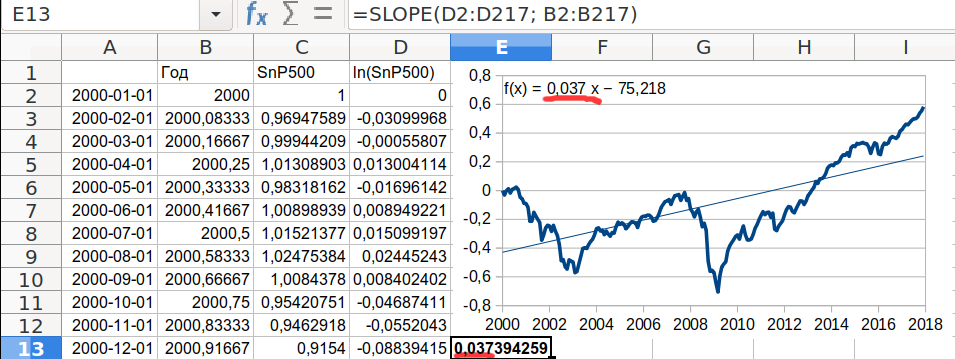 E13 fx Σ = =SLOPE(D2:D217; B2:B217)
A B C D E F G H I
1 Год SnP500 ln(SnP500)
2 2000-01-01 2000 1 0
3 2000-02-01 2000,08333 0,96947589 -0,03099968
4 2000-03-01 2000,16667 0,99944209 -0,00055807
5 2000-04-01 2000,25 1,01308903 0,013004114
6 2000-05-01 2000,33333 0,98318162 -0,01696142
7 2000-06-01 2000,41667 1,00898939 0,008949221
8 2000-07-01 2000,5 1,01521377 0,015099197
9 2000-08-01 2000,58333 1,02475384 0,02445243
10 2000-09-01 2000,66667 1,0084378 0,008402402
11 2000-10-01 2000,75 0,95420751 -0,04687411
12 2000-11-01 2000,83333 0,9462918 -0,0552043
13 2000-12-01 2000,91667 0,9154 -0,08839415 0,037394259
0,8
f(x) = 0,037 x − 75,218
0,6
0,4
0,2
0
-0,2
-0,4
-0,6
-0,8
2000 2002 2004 2006 2008 2010 2012 2014 2016 2018